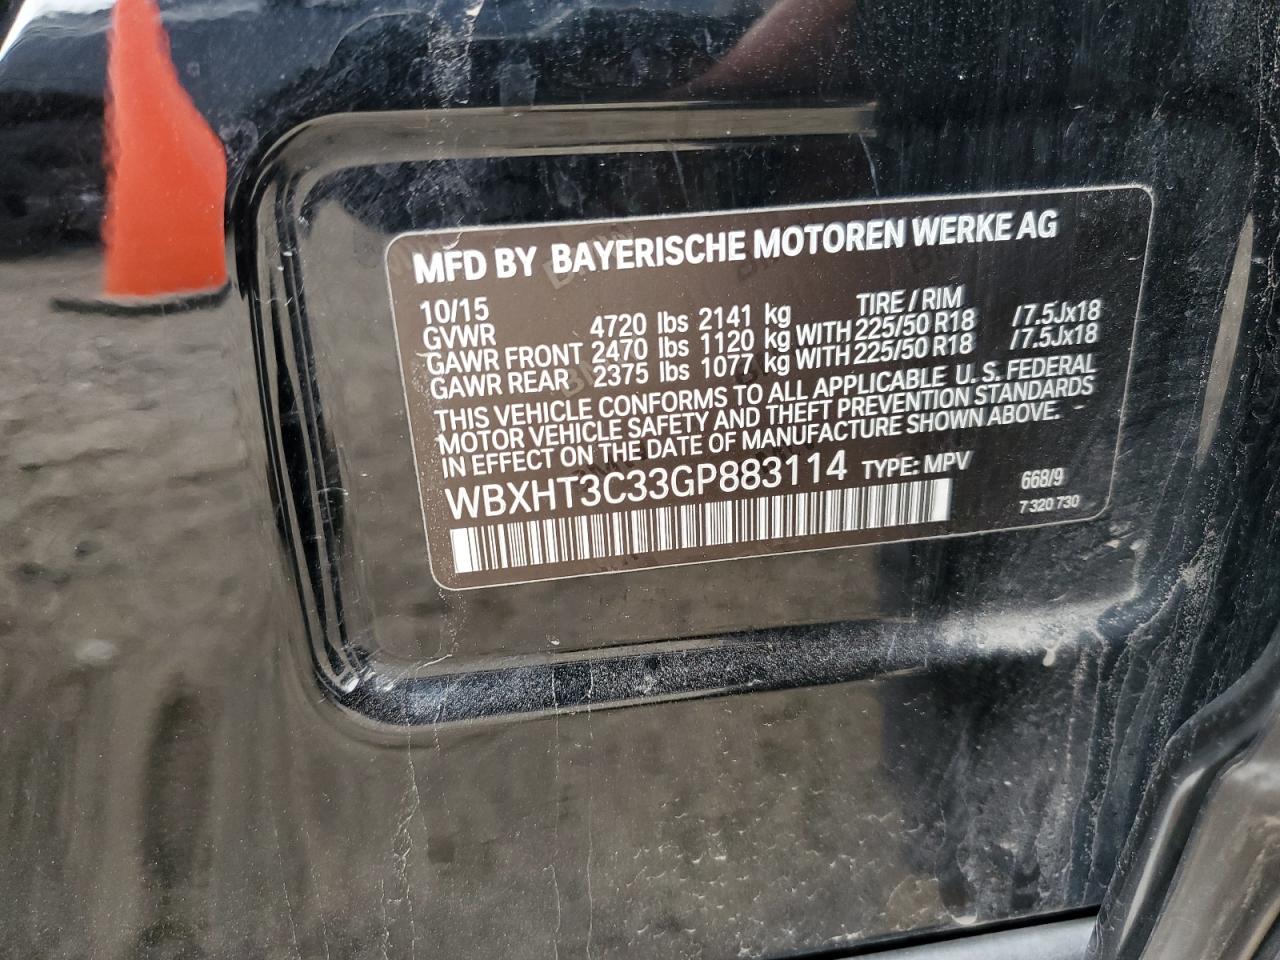 MFD BY BAYERISCHE MOTOREN WERKE AG
10/15 TIRE / RIM
GVWR 4720 lbs 2141 kg
GAWR FRONT 2470 lbs 1120 kg WITH 225/50 R18 /7.5Jx18
GAWR REAR 2375 lbs 1077 kg WITH 225/50 R18 /7.5Jx18
THIS VEHICLE CONFORMS TO ALL APPLICABLE U. S. FEDERAL
MOTOR VEHICLE SAFETY AND THEFT PREVENTION STANDARDS
IN EFFECT ON THE DATE OF MANUFACTURE SHOWN ABOVE.
WBXHT3C33GP883114 TYPE: MPV
668/9
7 320 730